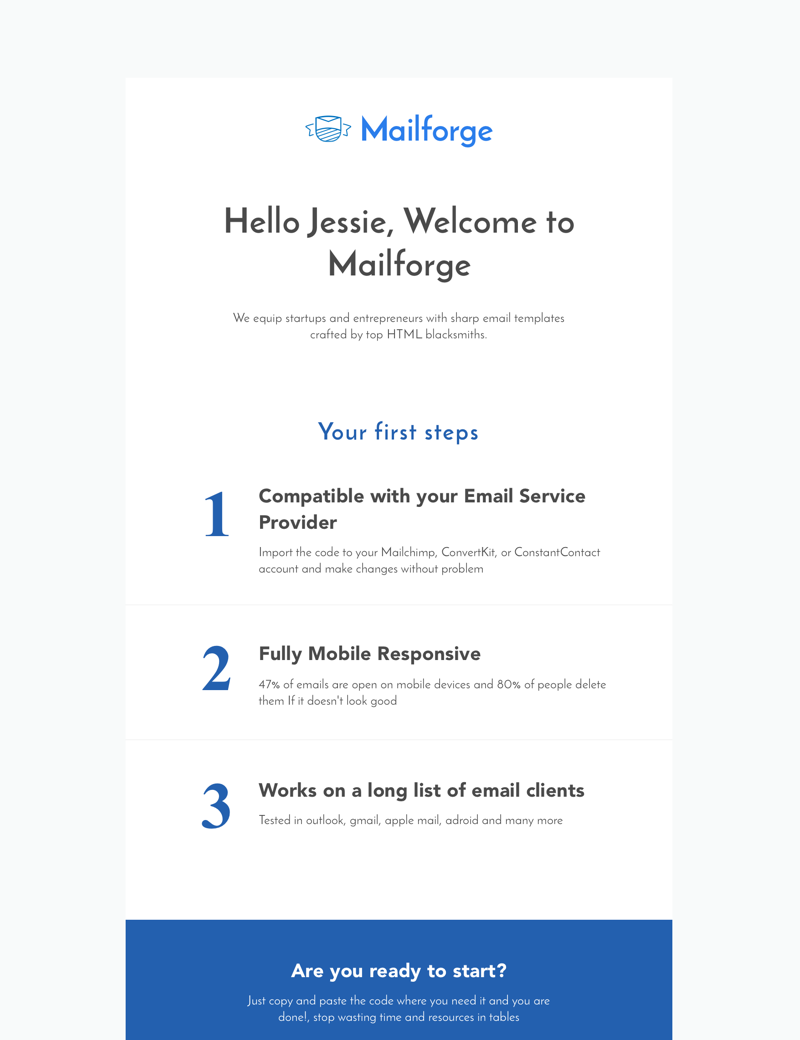 Mailforge
Hello Jessie, Welcome to
Mailforge
We equip startups and entrepreneurs with sharp email templates
crafted by top HTML blacksmiths.
Your first steps
1
Compatible with your Email Service
Provider
Import the code to your Mailchimp, ConvertKit, or ConstantContact
account and make changes without problem
2
Fully Mobile Responsive
47% of emails are open on mobile devices and 80% of people delete
them If it doesn't look good
3
Works on a long list of email clients
Tested in outlook, gmail, apple mail, adroid and many more
Are you ready to start?
Just copy and paste the code where you need it and you are
done!, stop wasting time and resources in tables